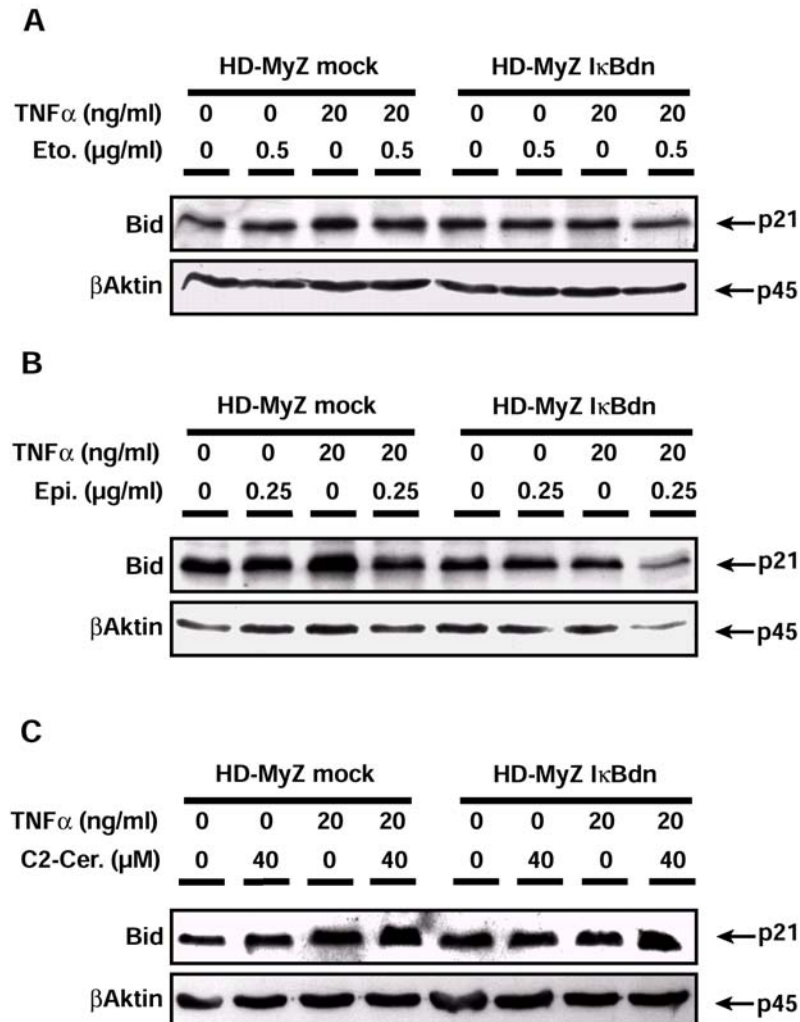 A
HD-MyZ mock HD-MyZ IκBdn
TNFα (ng/ml) 0 0 20 20 0 0 20 20
Eto. (µg/ml) 0 0.5 0 0.5 0 0.5 0 0.5
Bid p21
βAktin p45
B
HD-MyZ mock HD-MyZ IκBdn
TNFα (ng/ml) 0 0 20 20 0 0 20 20
Epi. (µg/ml) 0 0.25 0 0.25 0 0.25 0 0.25
Bid p21
βAktin p45
C
HD-MyZ mock HD-MyZ IκBdn
TNFα (ng/ml) 0 0 20 20 0 0 20 20
C2-Cer. (µM) 0 40 0 40 0 40 0 40
Bid p21
βAktin p45